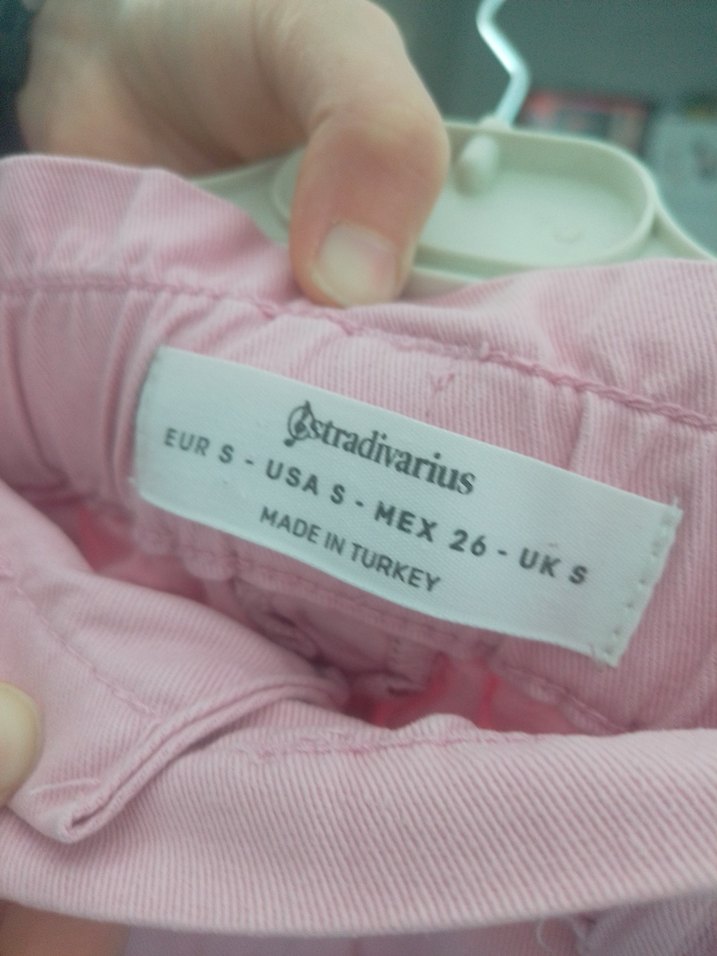 stradivarius
EUR S - USA S - MEX 26 - UK S
MADE IN TURKEY